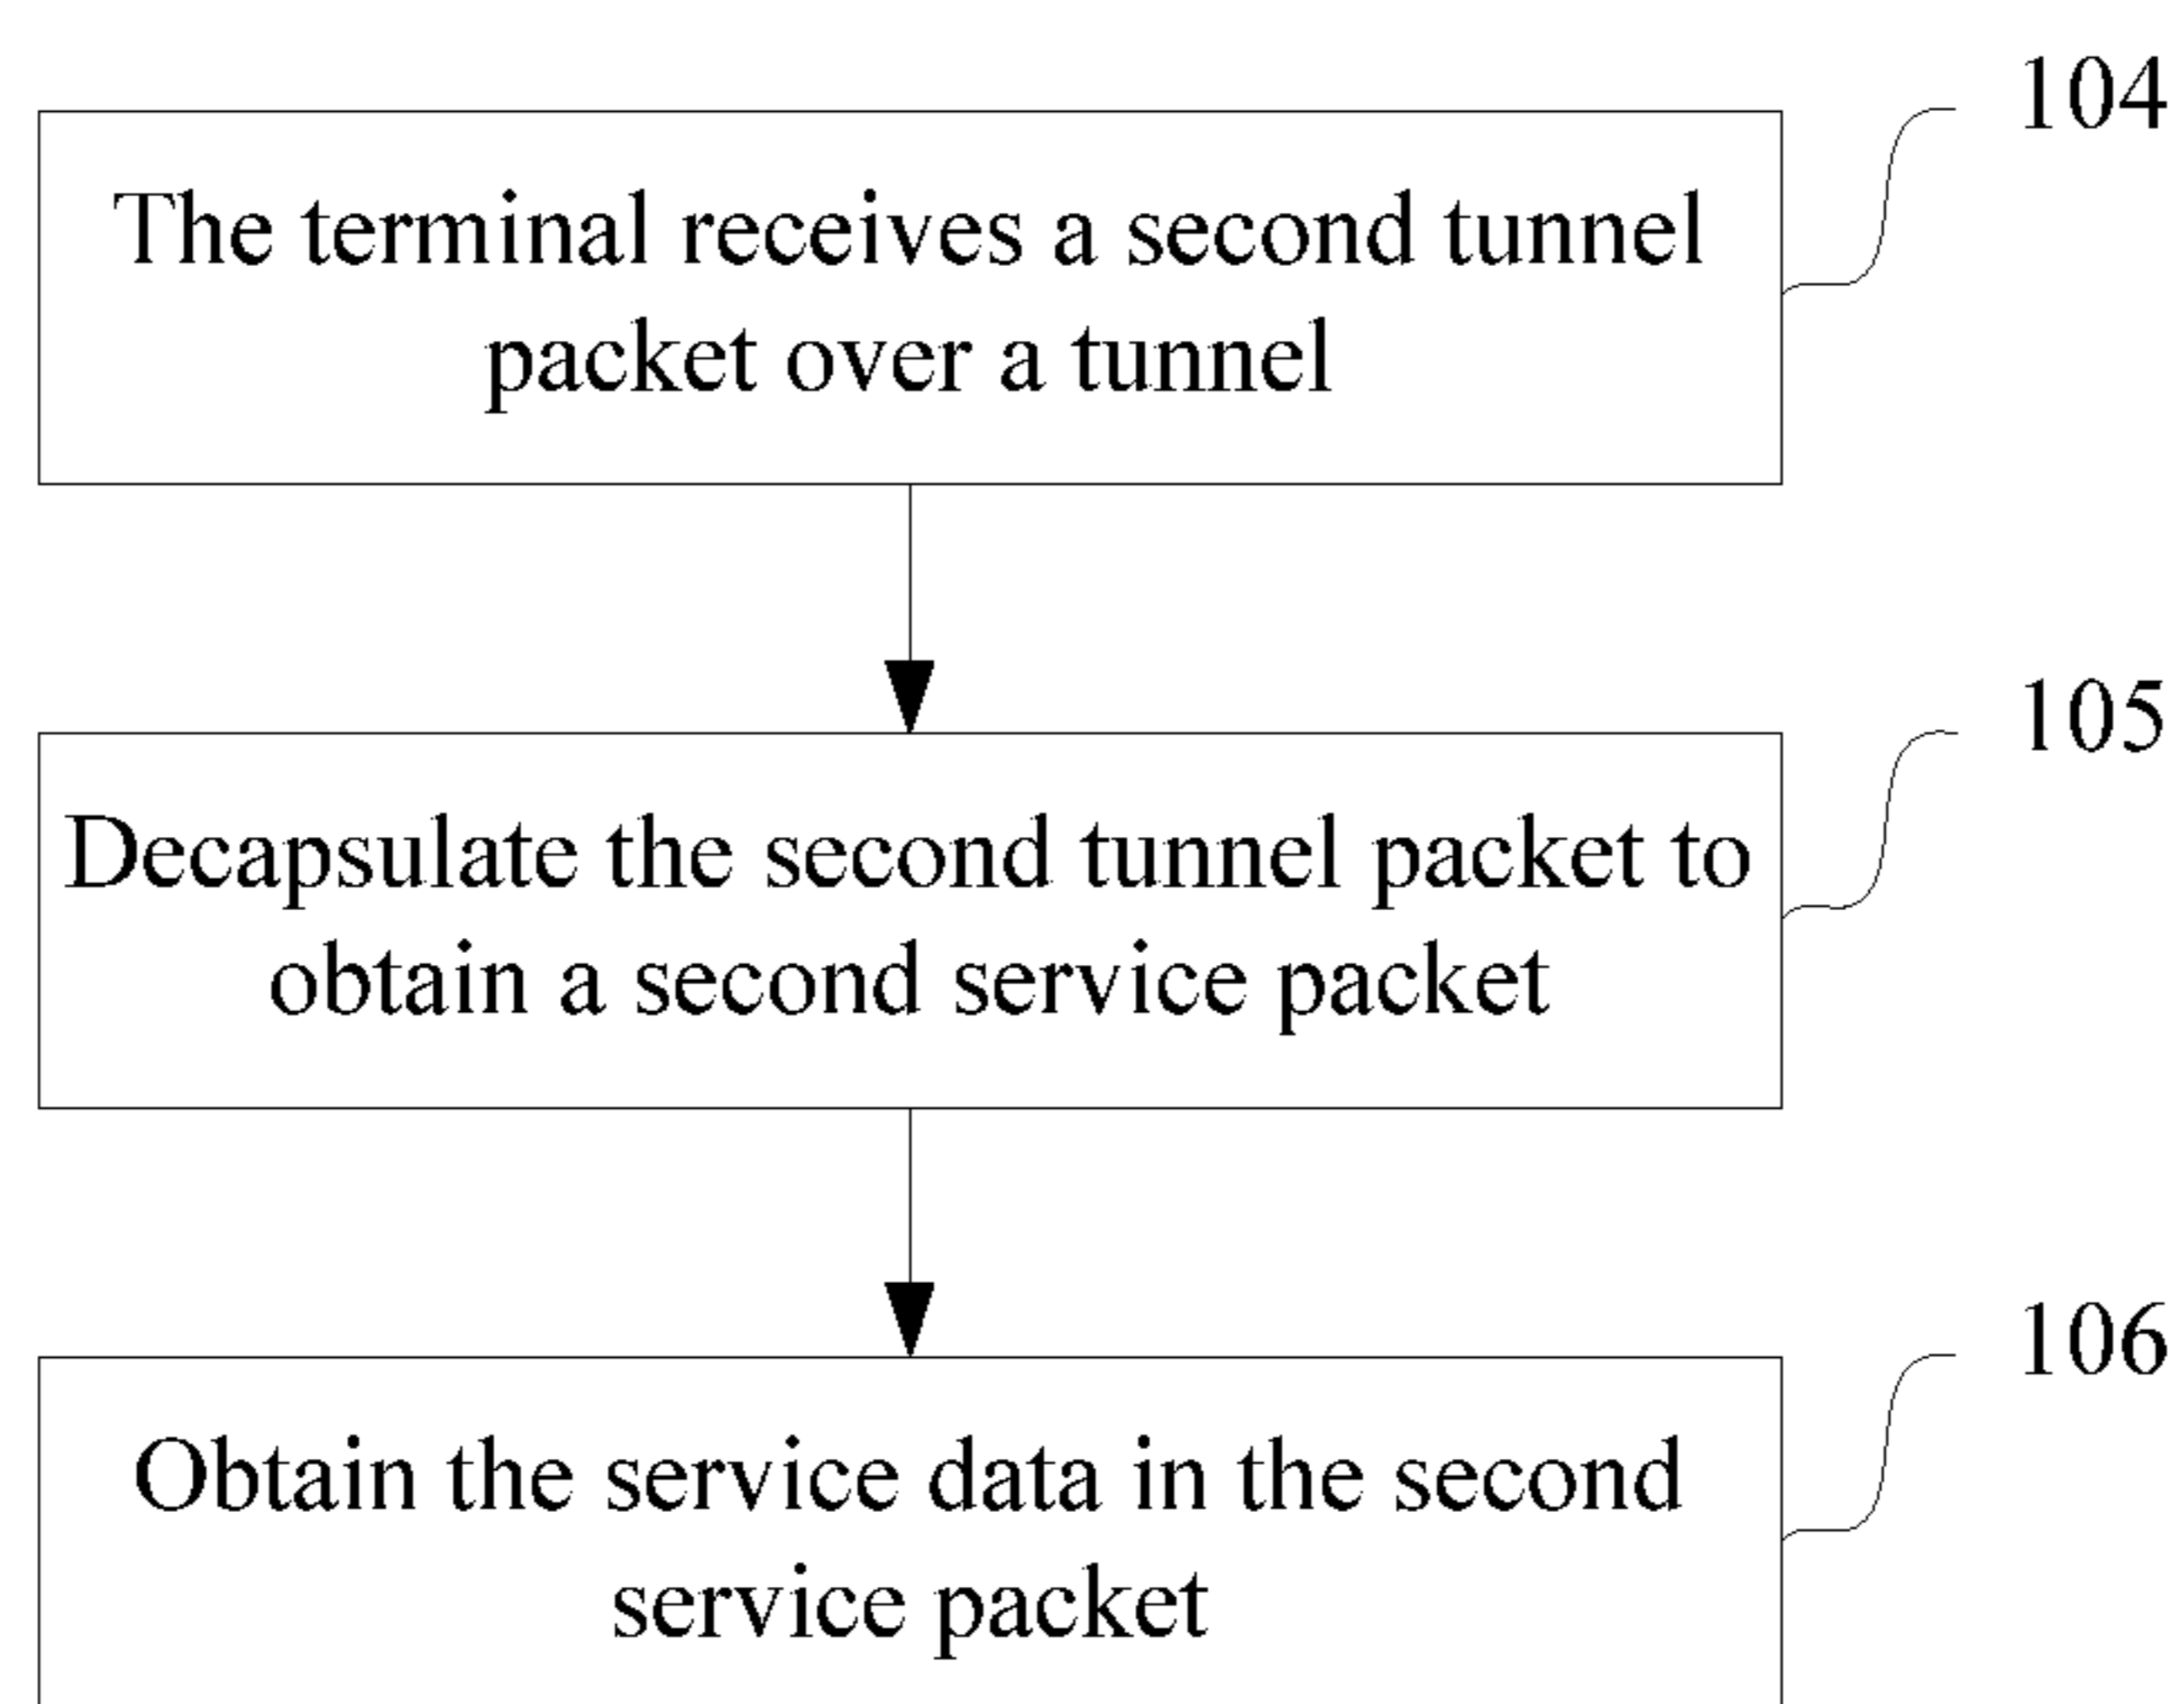 104
The terminal receives a second tunnel
packet over a tunnel
105
Decapsulate the second tunnel packet to
obtain a second service packet
106
Obtain the service data in the second
service packet